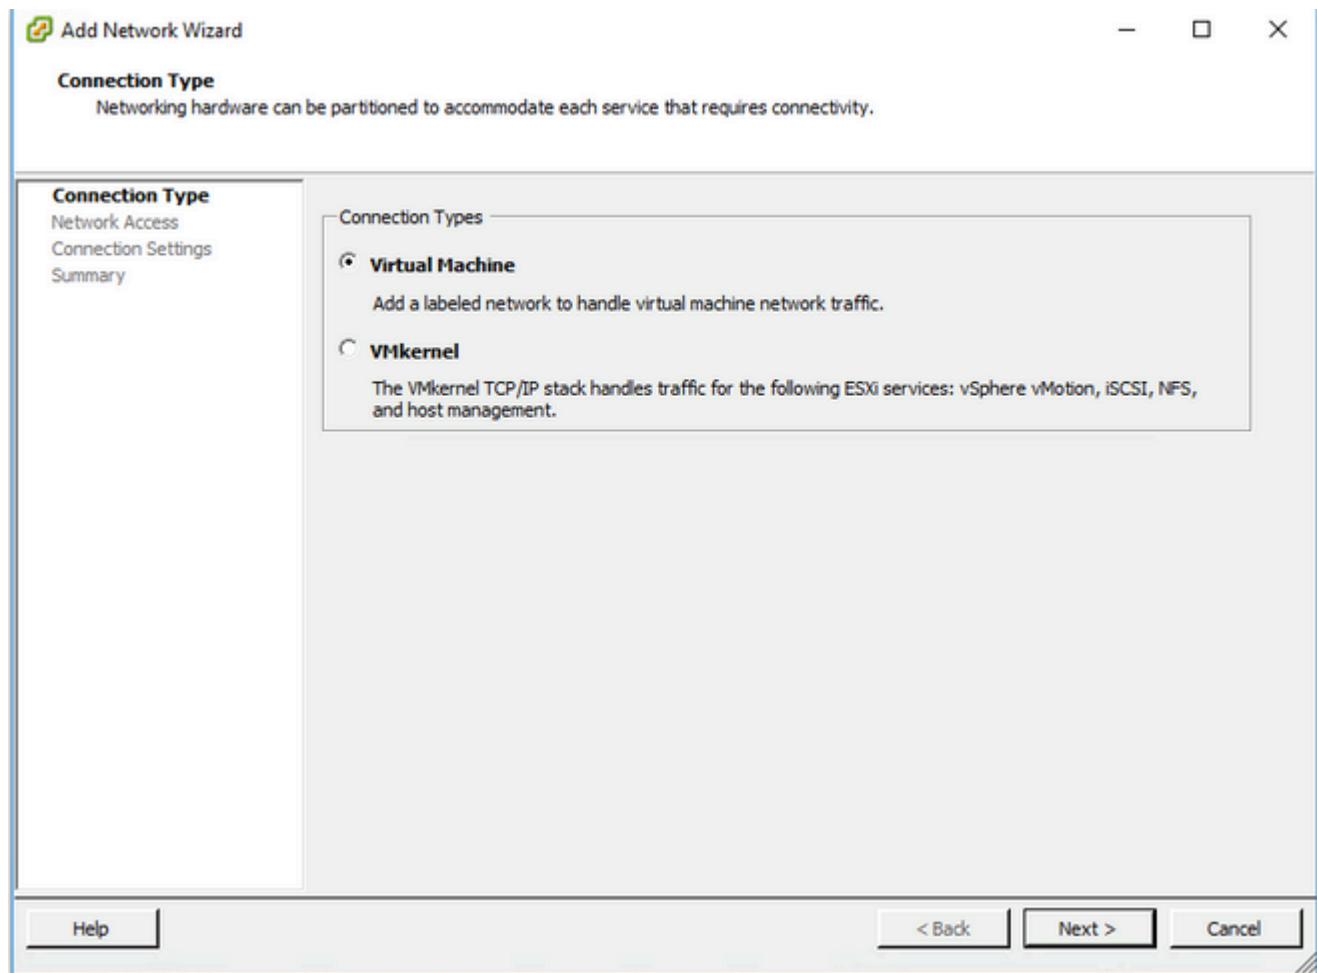 Add Network Wizard
Connection Type
Networking hardware can be partitioned to accommodate each service that requires connectivity.
Connection Type
Network Access
Connection Settings
Summary
Connection Types
Virtual Machine
Add a labeled network to handle virtual machine network traffic.
VMkernel
The VMkernel TCP/IP stack handles traffic for the following ESXi services: vSphere vMotion, iSCSI, NFS,
and host management.
Help
< Back
Next >
Cancel